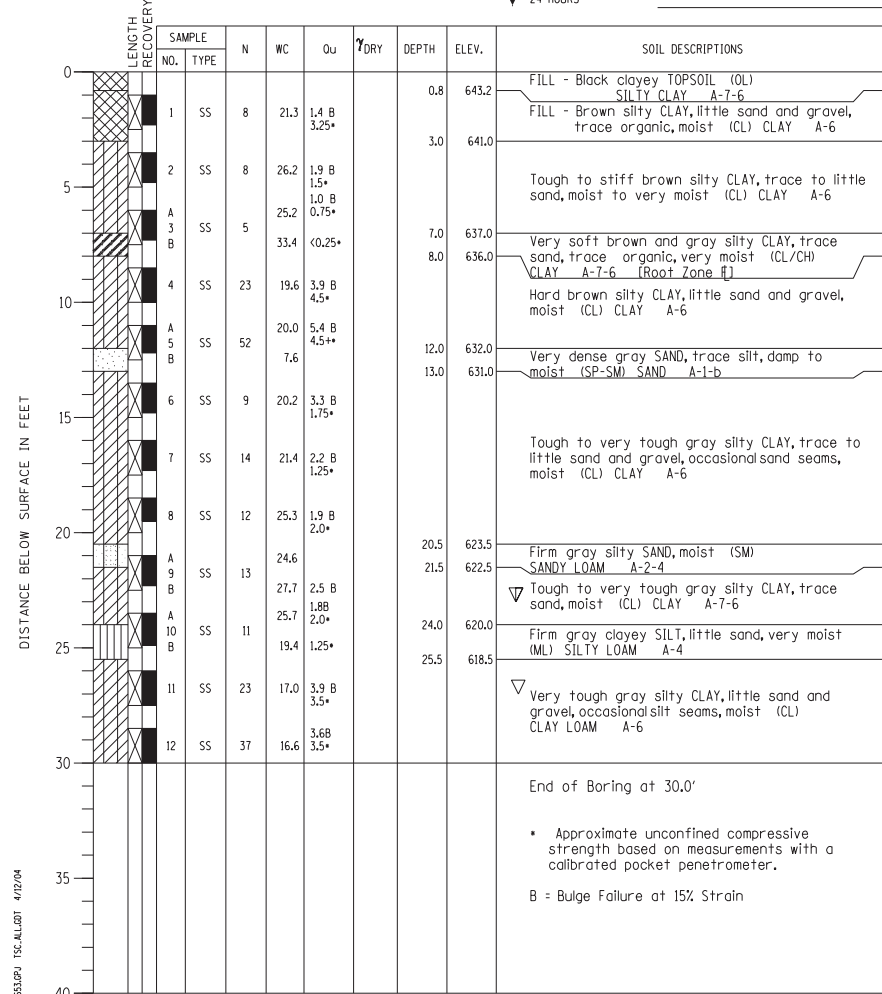 24 HOURS
LENGTH
RECOVERY
SAMPLE
NO. TYPE
N
WC
Qu
γDRY
DEPTH
ELEV.
SOIL DESCRIPTIONS
0
FILL - Black clayey TOPSOIL (OL)
0.8 643.2
SILTY CLAY A-7-6
1 SS 8 21.3 1.4 B
3.25*
FILL - Brown silty CLAY, little sand and gravel,
trace organic, moist (CL) CLAY A-6
3.0 641.0
2 SS 8 26.2 1.9 B
1.5*
Tough to stiff brown silty CLAY, trace to little
sand, moist to very moist (CL) CLAY A-6
5
1.0 B
A 25.2 0.75*
3 SS 5
B 33.4 <0.25*
7.0 637.0
Very soft brown and gray silty CLAY, trace
8.0 636.0
sand, trace organic, very moist (CL/CH)
CLAY A-7-6 [Root Zone F]
4 SS 23 19.6 3.9 B
4.5*
Hard brown silty CLAY, little sand and gravel,
moist (CL) CLAY A-6
10
A 20.0 5.4 B
5 SS 52 4.5+*
B 7.6
12.0 632.0
Very dense gray SAND, trace silt, damp to
13.0 631.0
moist (SP-SM) SAND A-1-b
6 SS 9 20.2 3.3 B
1.75*
15
7 SS 14 21.4 2.2 B
1.25*
Tough to very tough gray silty CLAY, trace to
little sand and gravel, occasional sand seams,
moist (CL) CLAY A-6
8 SS 12 25.3 1.9 B
2.0*
20
20.5 623.5
Firm gray silty SAND, moist (SM)
21.5 622.5
SANDY LOAM A-2-4
A 24.6
9 SS 13
B 27.7 2.5 B
Tough to very tough gray silty CLAY, trace
sand, moist (CL) CLAY A-7-6
1.8B
A 25.7 2.0*
10 SS 11
B 19.4 1.25*
24.0 620.0
Firm gray clayey SILT, little sand, very moist
(ML) SILTY LOAM A-4
25
25.5 618.5
11 SS 23 17.0 3.9 B
3.5*
Very tough gray silty CLAY, little sand and
gravel, occasional silt seams, moist (CL)
CLAY LOAM A-6
3.6B
12 SS 37 16.6 3.5*
30
End of Boring at 30.0'
* Approximate unconfined compressive
strength based on measurements with a
calibrated pocket penetrometer.
35
B = Bulge Failure at 15% Strain
40
DISTANCE BELOW SURFACE IN FEET
53.GPJ TSC_ALL.GDT 4/12/04